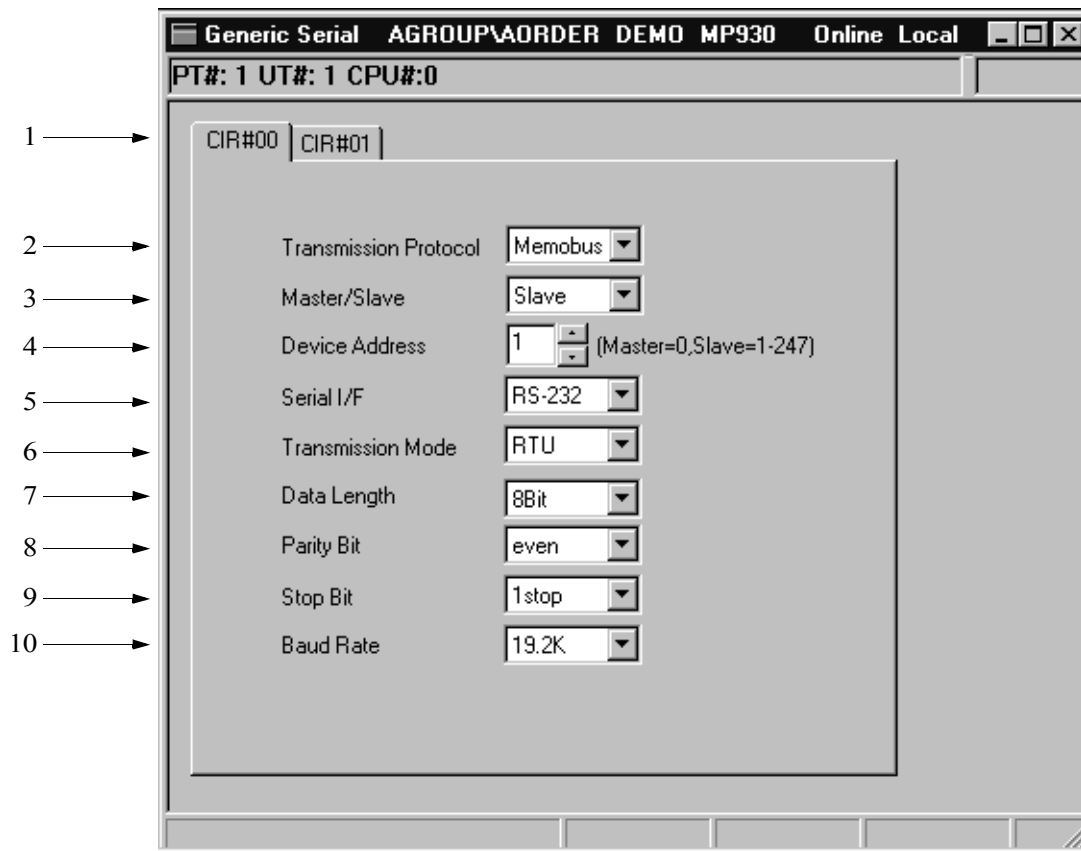 Generic Serial AGROUP\AORDER DEMO MP930 Online Local
PT#: 1 UT#: 1 CPU#:0
1 CIR#00 CIR#01
2 Transmission Protocol Memobus
3 Master/Slave Slave
4 Device Address 1 (Master=0,Slave=1-247)
5 Serial I/F RS-232
6 Transmission Mode RTU
7 Data Length 8Bit
8 Parity Bit even
9 Stop Bit 1stop
10 Baud Rate 19.2K